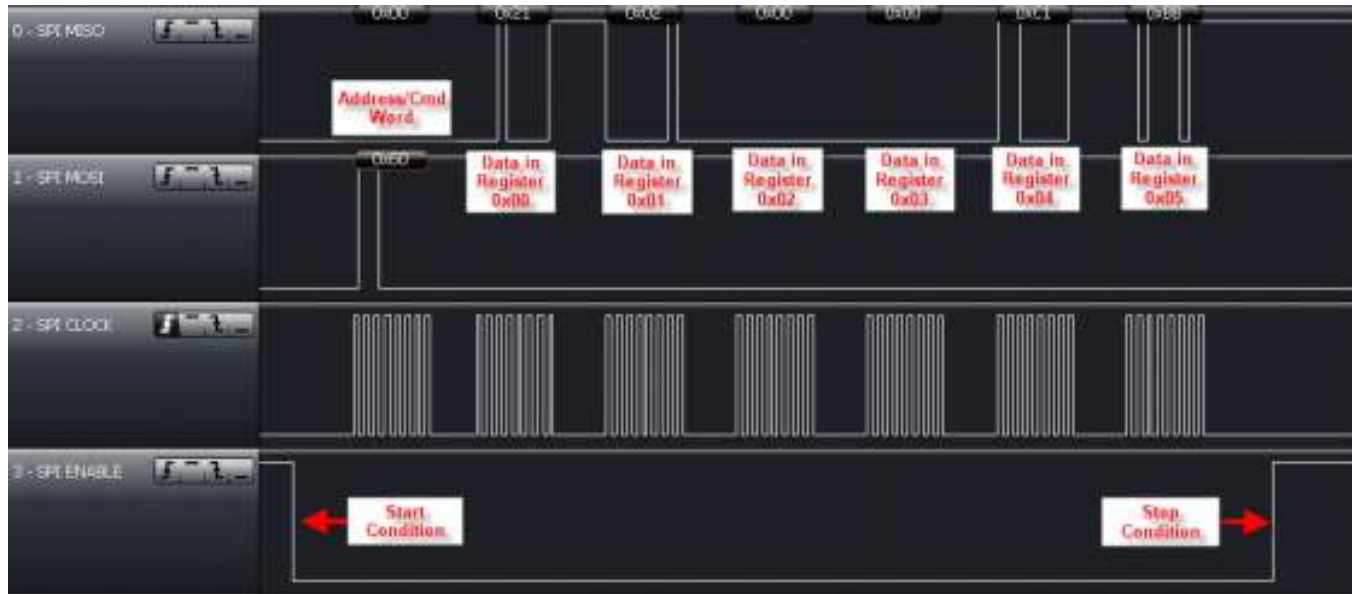 0x00 0x21 0x02 0x00 0x00 0xC1 0xBB
0 - SPI MISO
Address/Cmd
Word
0x60
1 - SPI MOSI
Data in
Register
0x00
Data in
Register
0x01
Data in
Register
0x02
Data in
Register
0x03
Data in
Register
0x04
Data in
Register
0x05
2 - SPI CLOCK
3 - SPI ENABLE
Start
Condition
Stop
Condition